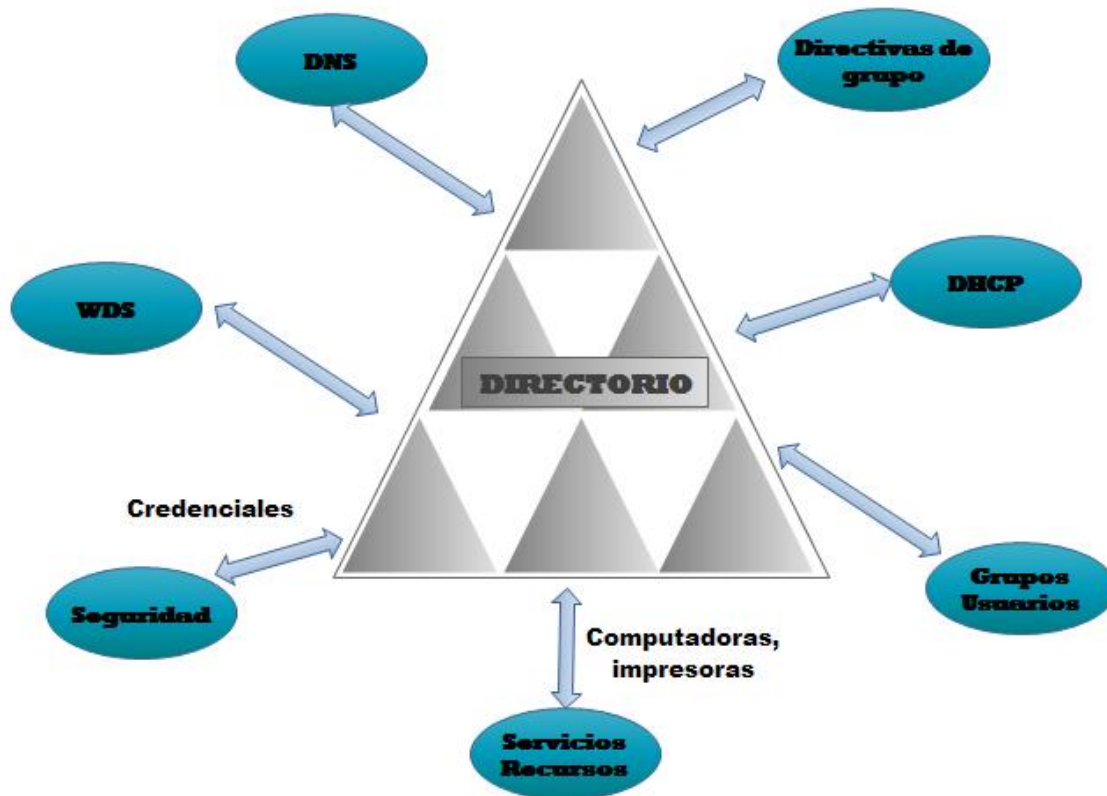 DNS
Directivas de
grupo
WDS
DHCP
DIRECTORIO
Credenciales
Seguridad
Grupos
Usuarios
Computadoras,
impresoras
Servicios
Recursos